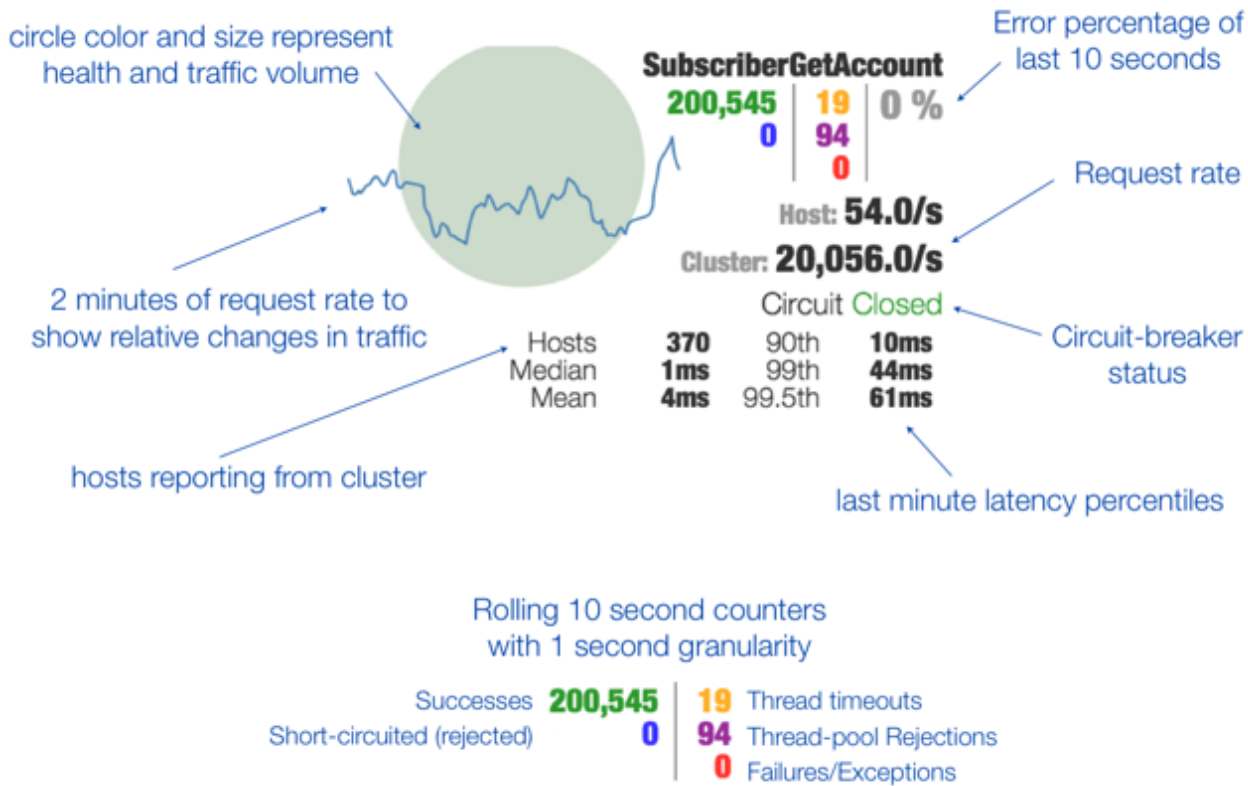 circle color and size represent
health and traffic volume
Error percentage of
last 10 seconds
SubscriberGetAccount
200,545 19 0 %
0 94
0
Request rate
Host: 54.0/s
Cluster: 20,056.0/s
2 minutes of request rate to
show relative changes in traffic
Circuit Closed
Circuit-breaker
status
Hosts 370 90th 10ms
Median 1ms 99th 44ms
Mean 4ms 99.5th 61ms
hosts reporting from cluster
last minute latency percentiles
Rolling 10 second counters
with 1 second granularity
Successes 200,545 19 Thread timeouts
Short-circuited (rejected) 0 94 Thread-pool Rejections
0 Failures/Exceptions